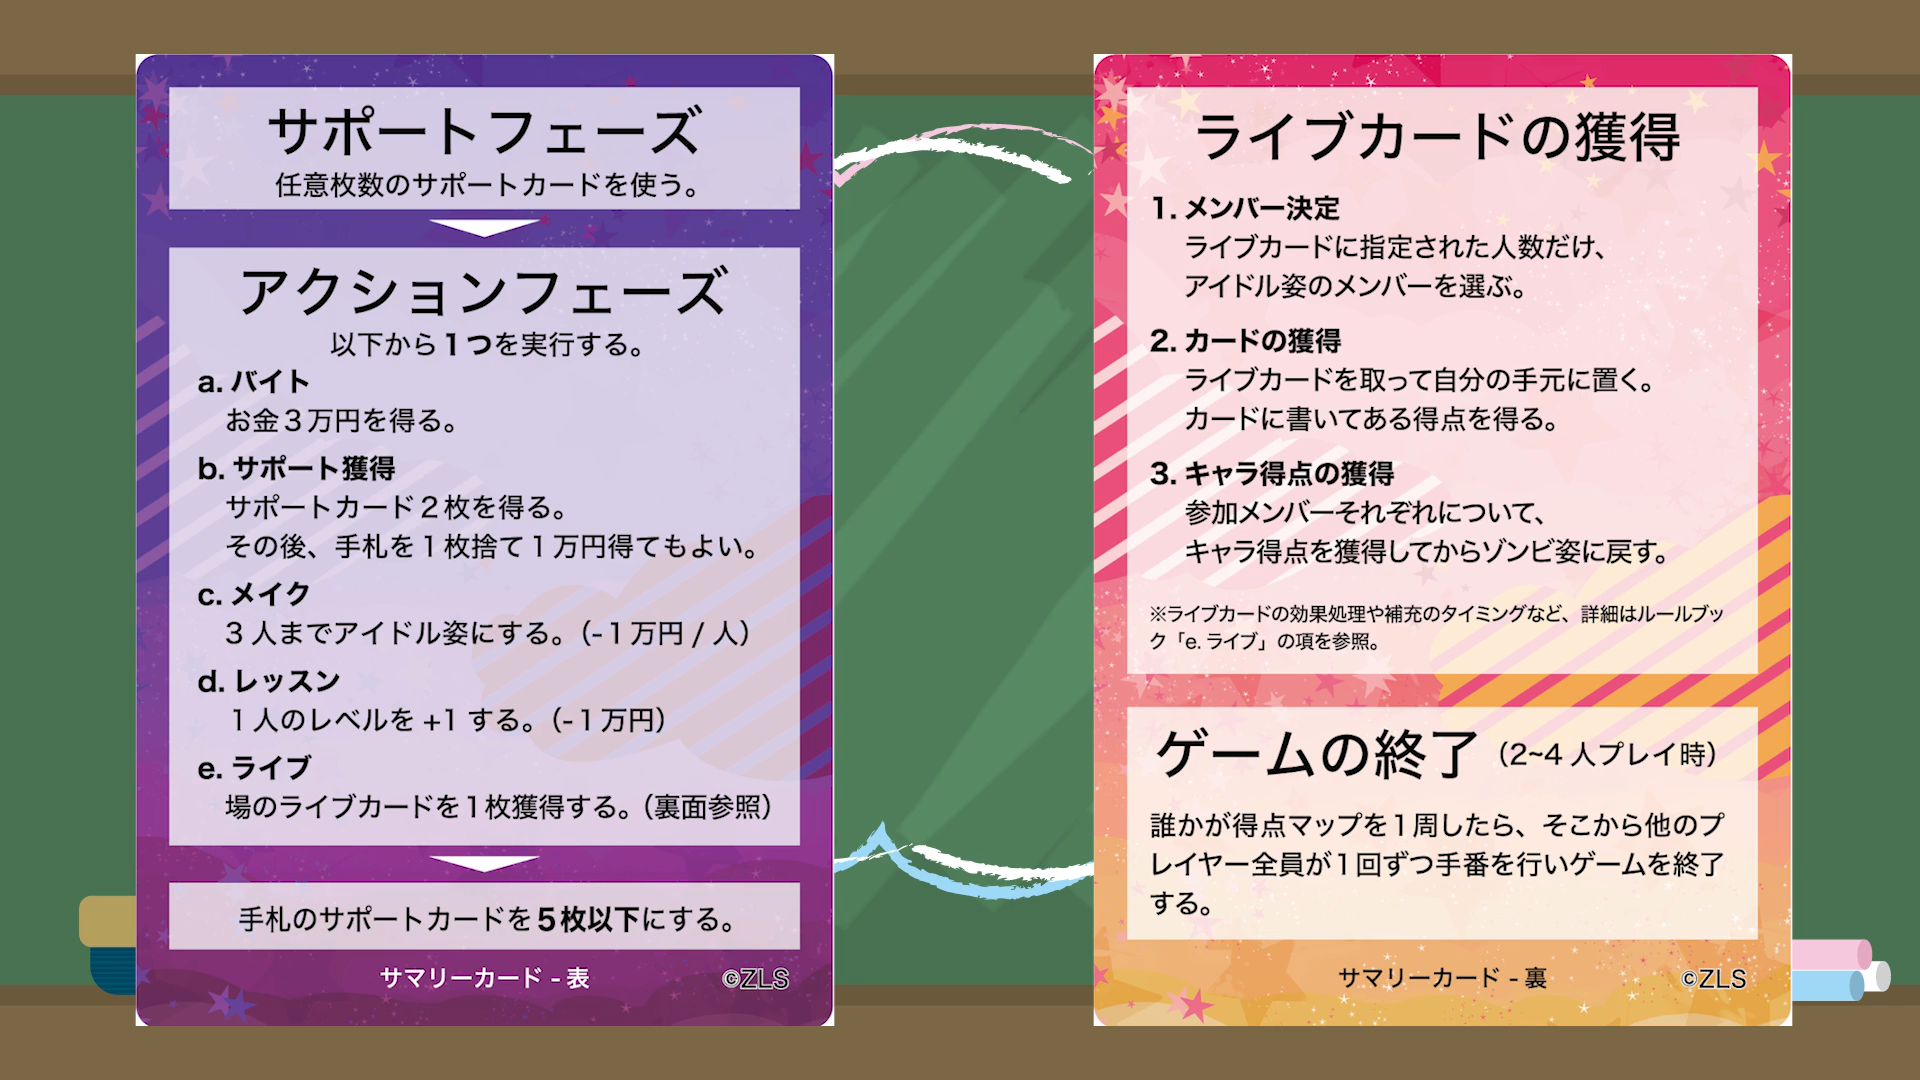 サポートフェーズ
任意枚数のサポートカードを使う。
アクションフェーズ
以下から1つを実行する。
a. バイト
お金3万円を得る。
b. サポート獲得
サポートカード2枚を得る。
その後、手札を1枚捨て1万円得てもよい。
c. メイク
3人までアイドル姿にする。（-1万円 / 人）
d. レッスン
1人のレベルを +1 する。（-1万円）
e. ライブ
場のライブカードを1枚獲得する。（裏面参照）
手札のサポートカードを5枚以下にする。
サマリーカード - 表
©ZLS
ライブカードの獲得
1. メンバー決定
ライブカードに指定された人数だけ、
アイドル姿のメンバーを選ぶ。
2. カードの獲得
ライブカードを取って自分の手元に置く。
カードに書いてある得点を得る。
3. キャラ得点の獲得
参加メンバーそれぞれについて、
キャラ得点を獲得してからゾンビ姿に戻す。
※ライブカードの効果処理や補充のタイミングなど、詳細はルールブッ
ク「e. ライブ」の項を参照。
ゲームの終了（2~4 人プレイ時）
誰かが得点マップを1周したら、そこから他のプ
レイヤー全員が1回ずつ手番を行いゲームを終了
する。
サマリーカード - 裏
©ZLS